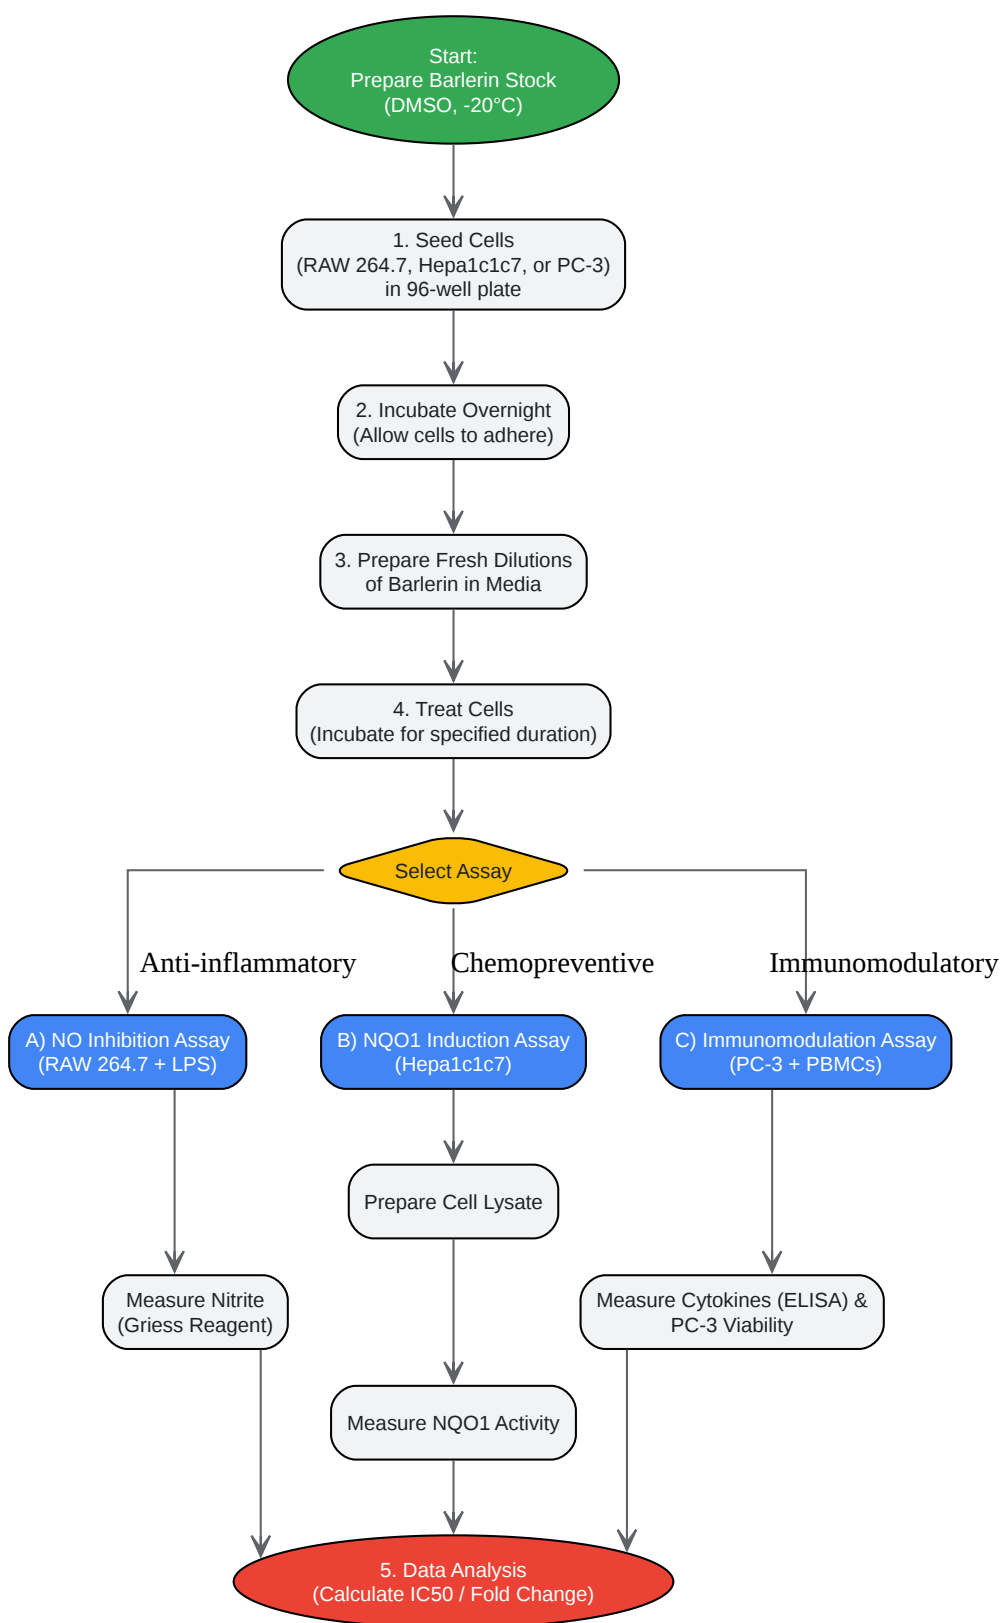 Start:
Prepare Barlerin Stock
(DMSO, -20°C)
1. Seed Cells
(RAW 264.7, Hepa1c1c7, or PC-3)
in 96-well plate
2. Incubate Overnight
(Allow cells to adhere)
3. Prepare Fresh Dilutions
of Barlerin in Media
4. Treat Cells
(Incubate for specified duration)
Select Assay
Anti-inflammatory
Chemopreventive
Immunomodulatory
A) NO Inhibition Assay
(RAW 264.7 + LPS)
B) NQO1 Induction Assay
(Hepa1c1c7)
C) Immunomodulation Assay
(PC-3 + PBMCs)
Prepare Cell Lysate
Measure Nitrite
(Griess Reagent)
Measure Cytokines (ELISA) &
PC-3 Viability
Measure NQO1 Activity
5. Data Analysis
(Calculate IC50 / Fold Change)